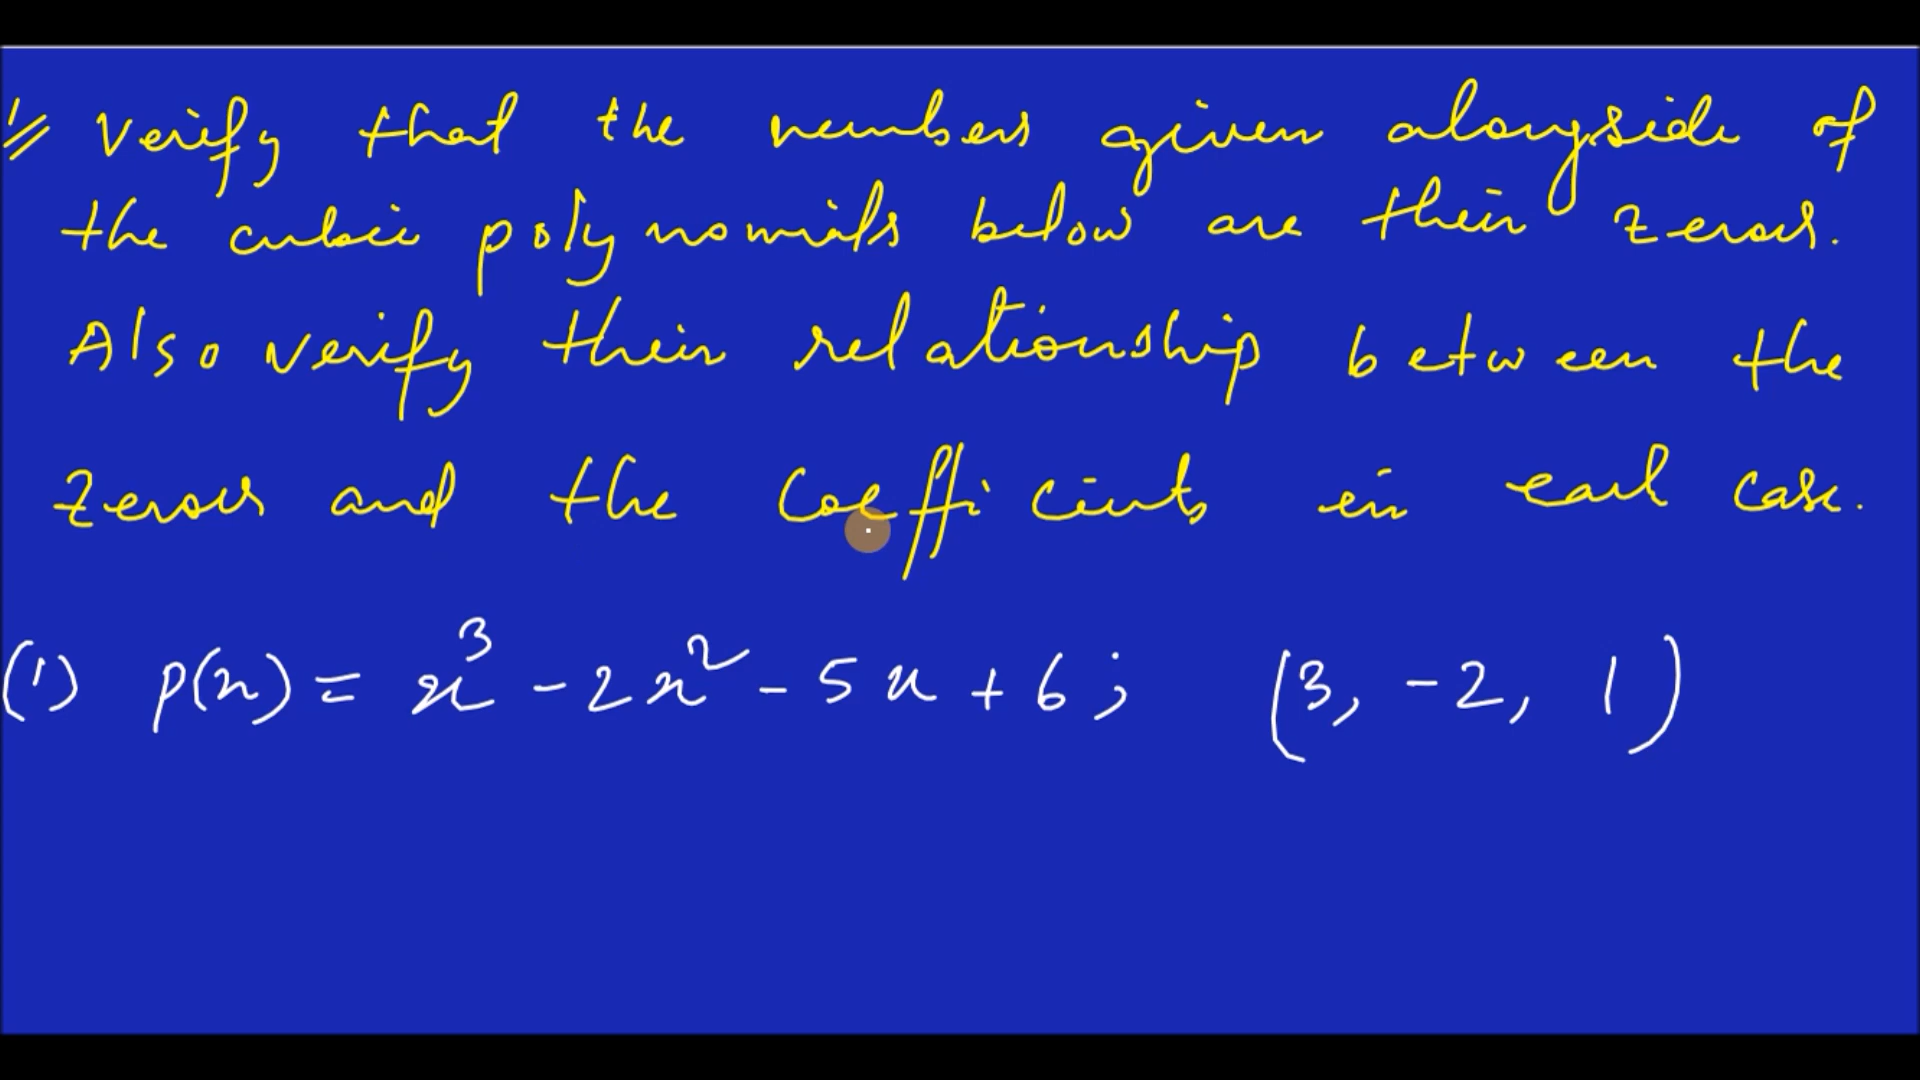 1// Verify that the numbers given alongside of
the cubic polynomials below are their zeroes.
Also verify their relationship between the
zeroes and the coefficients in each case.
(1) p(x) = x³ - 2x² - 5x + 6; (3, -2, 1)